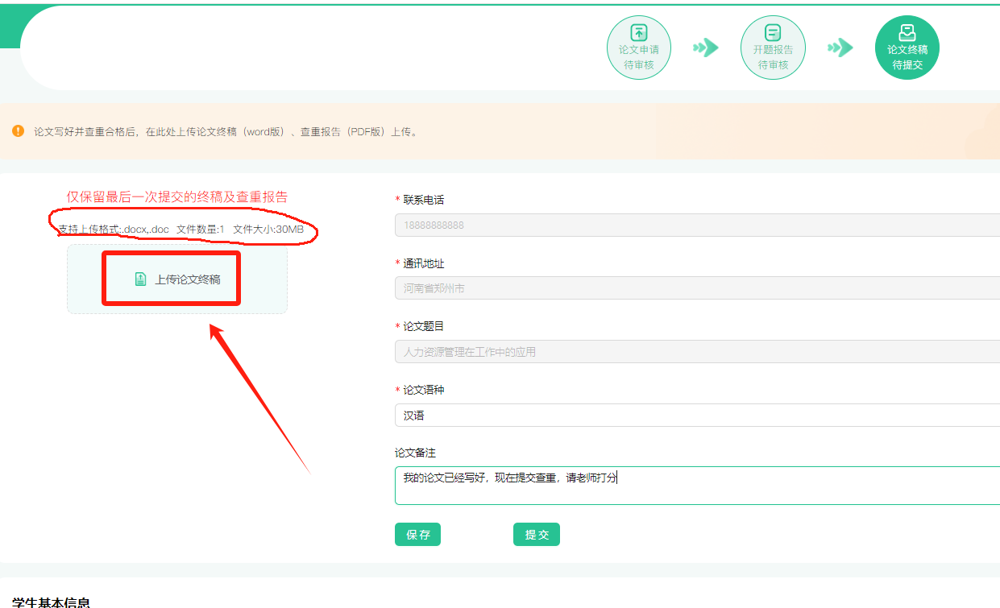 论文申请
待审核
开题报告
待审核
论文终稿
待提交
论文写好并查重合格后，在此处上传论文终稿（word版）、查重报告（PDF版）上传。
仅保留最后一次提交的终稿及查重报告
支持上传格式:.docx,.doc 文件数量:1 文件大小:30MB
上传论文终稿
* 联系电话
18888888888
* 通讯地址
河南省郑州市
* 论文题目
人力资源管理在工作中的应用
* 论文语种
汉语
论文备注
我的论文已经写好，现在提交查重，请老师打分
保存
提交
学生基本信息